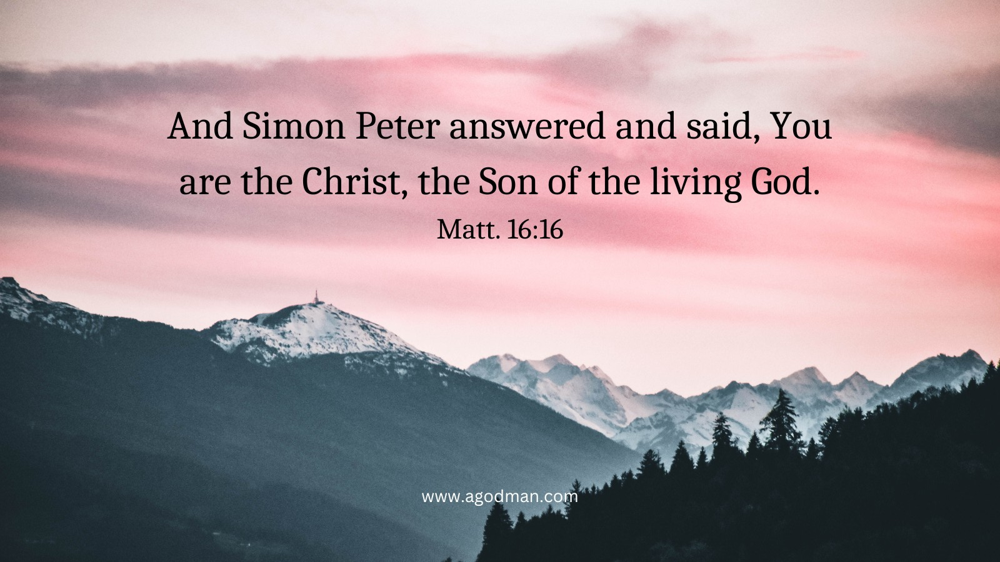 And Simon Peter answered and said, You
are the Christ, the Son of the living God.
Matt. 16:16
www.agodman.com